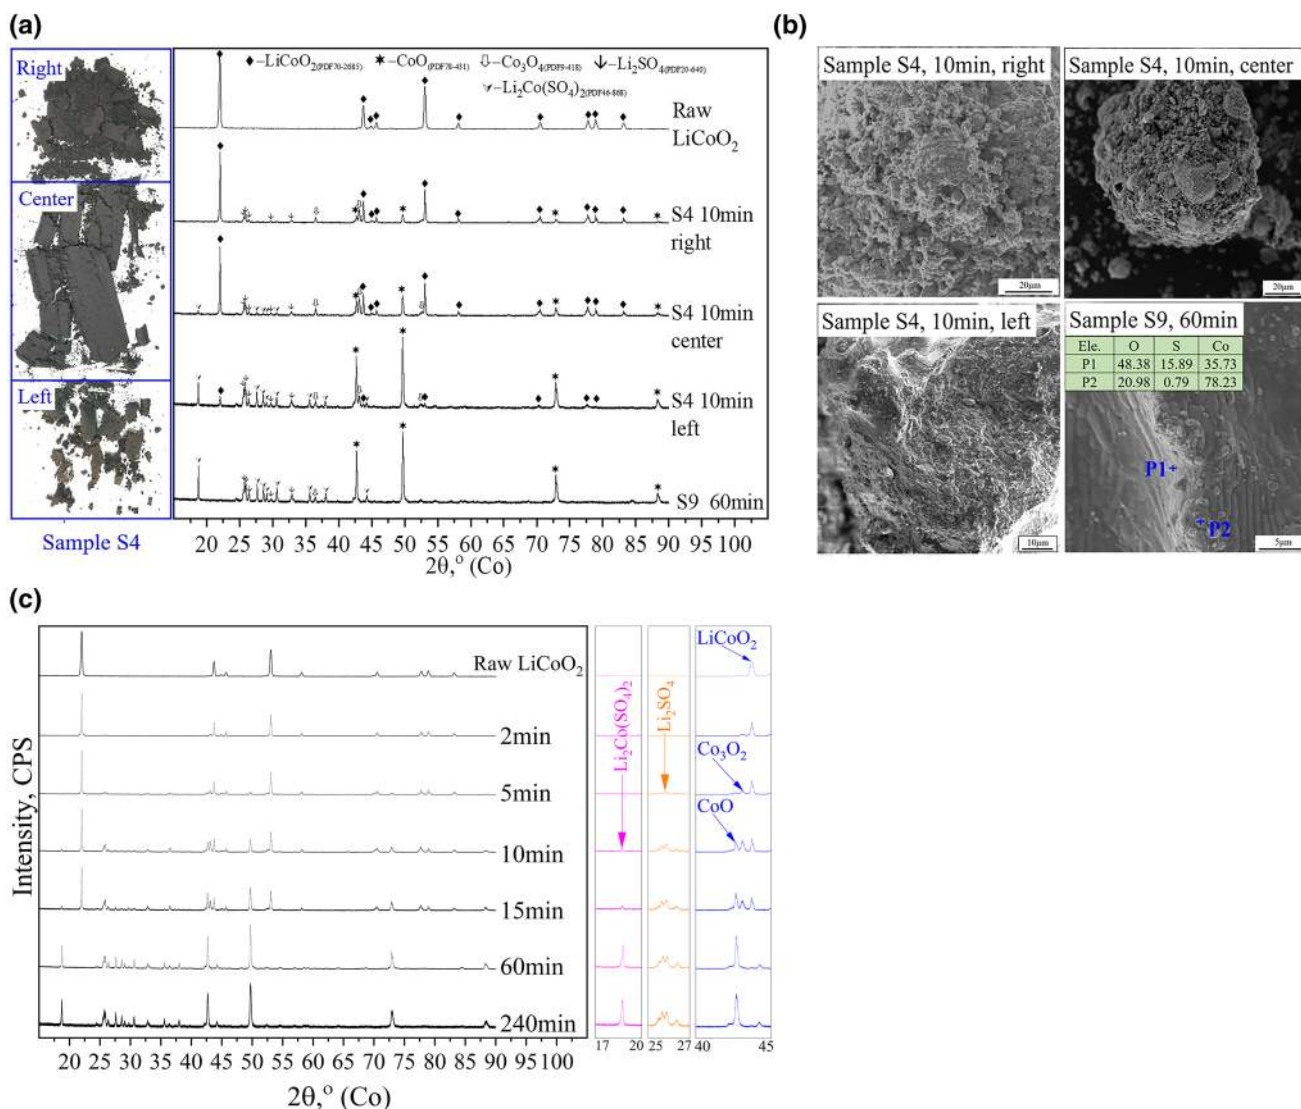 (a)
Right
Center
Left
Sample S4
♦–LiCoO₂(PDF70-2685) ✶–CoO(PDF78-431) ⇩–Co₃O₄(PDF9-418) ↓–Li₂SO₄(PDF20-640)
–Li₂Co(SO₄)₂(PDF46-868)
Raw
LiCoO₂
S4 10min
right
S4 10min
center
S4 10min
left
S9 60min
20 25 30 35 40 45 50 55 60 65 70 75 80 85 90 95 100
2θ,° (Co)
(b)
Sample S4, 10min, right
20μm
Sample S4, 10min, center
20μm
Sample S4, 10min, left
10μm
Sample S9, 60min
Ele. O S Co
P1 48.38 15.89 35.73
P2 20.98 0.79 78.23
P1+
+P2
5μm
(c)
Intensity, CPS
Raw LiCoO₂
2min
5min
10min
15min
60min
240min
20 25 30 35 40 45 50 55 60 65 70 75 80 85 90 95 100
2θ,° (Co)
Li₂Co(SO₄)₂
17 20
Li₂SO₄
25 27
LiCoO₂
Co₃O₂
CoO
40 45